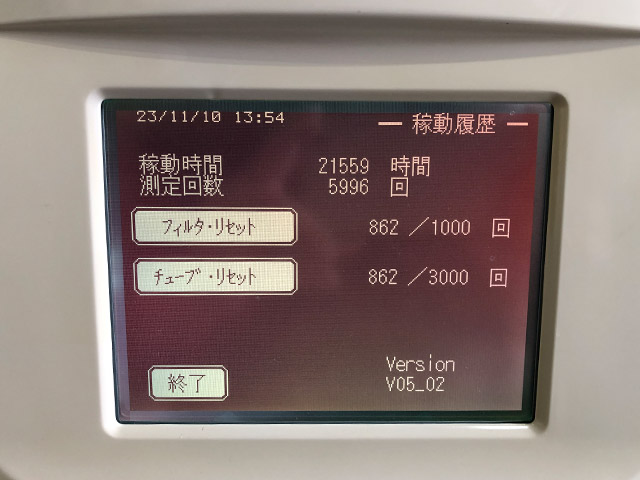 23/11/10 13:54
― 稼動履歴 ―
稼動時間 21559 時間
測定回数 5996 回
フィルタ・リセット 862 ／1000 回
チューブ・リセット 862 ／3000 回
終了
Version
V05_02